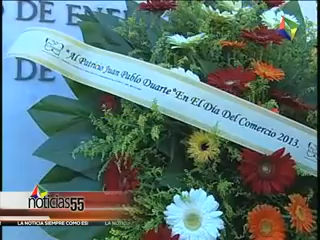 DE EN
DE F
"Al Patricio Juan Pablo Duarte" En El Día Del Comercio 2013.
noticias55
LA NOTICIA SIEMPRE COMO ES!